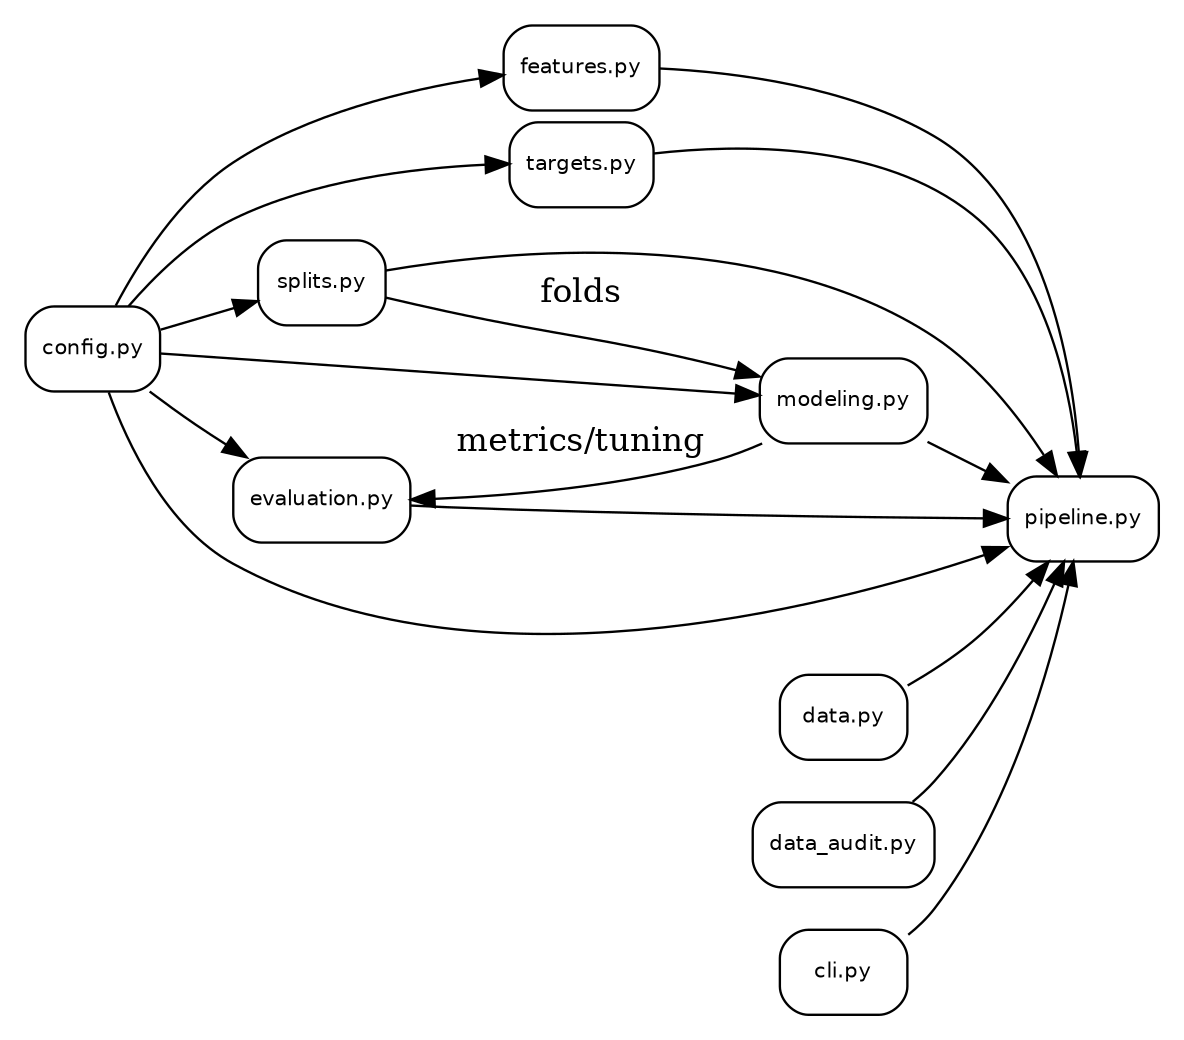 features.py
targets.py
splits.py
folds
config.py
modeling.py
metrics/tuning
evaluation.py
pipeline.py
data.py
data_audit.py
cli.py